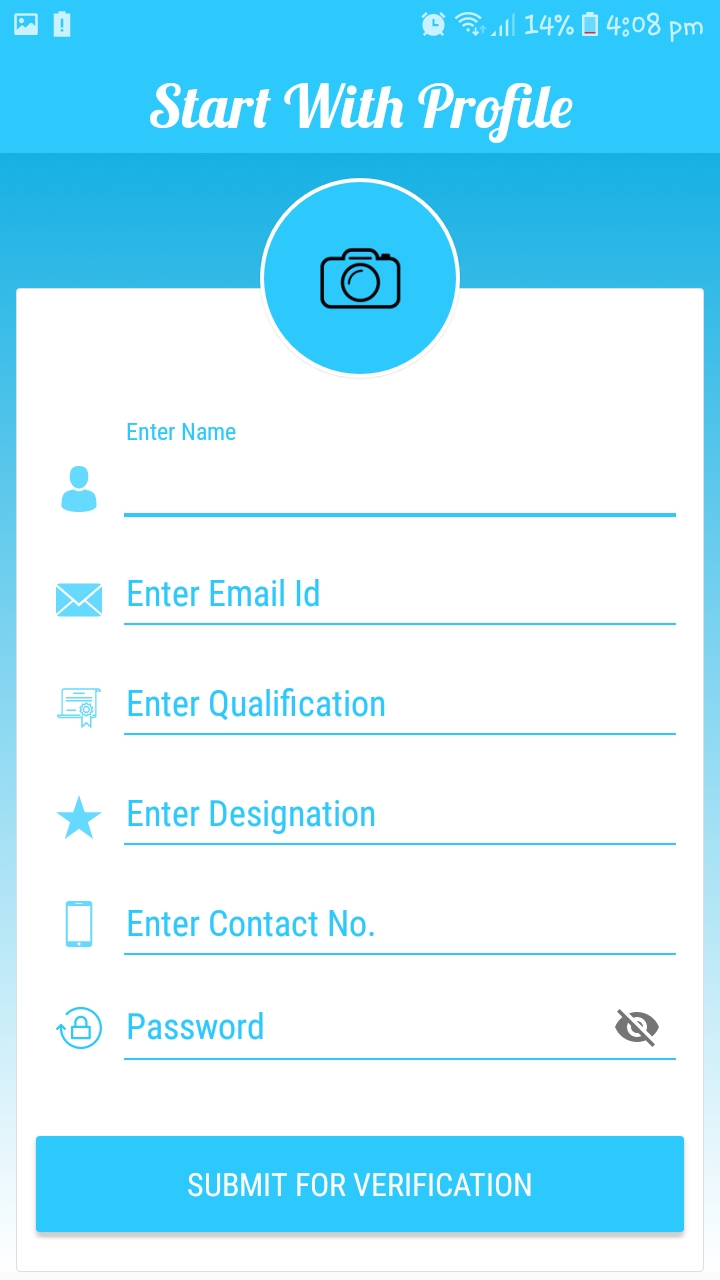 14% 4:08 pm
Start With Profile
Enter Name
Enter Email Id
Enter Qualification
Enter Designation
Enter Contact No.
Password
SUBMIT FOR VERIFICATION